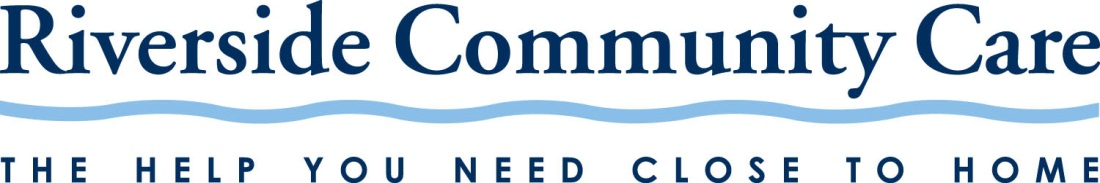 Riverside Community Care
THE HELP YOU NEED CLOSE TO HOME